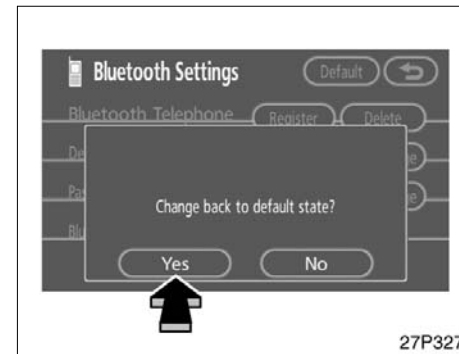 Bluetooth Settings
Default
Bluetooth Telephone
Register
Delete
Change back to default state?
Yes
No
27P327